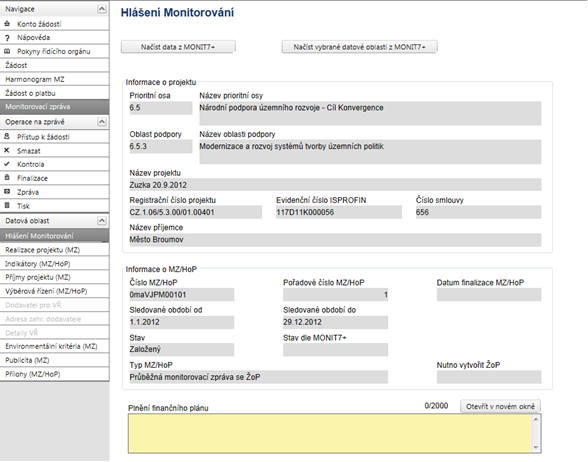 Navigace
Konto žádostí
Nápověda
Pokyny řídícího orgánu
Žádost
Harmonogram MZ
Žádost o platbu
Monitorovací zpráva
Operace na zprávě
Přístup k žádosti
Smazat
Kontrola
Finalizace
Zpráva
Tisk
Datová oblast
Hlášení Monitorování
Realizace projektu (MZ)
Indikátory (MZ/HoP)
Příjmy projektu (MZ)
Výběrová řízení (MZ/HoP)
Dodavatel pro VŘ
Adresa zahr. dodavatele
Detaily VŘ
Environmentální kritéria (MZ)
Publicita (MZ)
Přílohy (MZ/HoP)
Hlášení Monitorování
Načíst data z MONIT7+ Načíst vybrané datové oblasti z MONIT7+
Informace o projektu
Prioritní osa Název prioritní osy
6.5 Národní podpora územního rozvoje - Cíl Konvergence
Oblast podpory Název oblasti podpory
6.5.3 Modernizace a rozvoj systémů tvorby územních politik
Název projektu
Zuzka 20.9.2012
Registrační číslo projektu Evidenční číslo ISPROFIN Číslo smlouvy
CZ.1.06/5.3.00/01.00401 117D11K000056 656
Název příjemce
Město Broumov
Informace o MZ/HoP
Číslo MZ/HoP Pořadové číslo MZ/HoP Datum finalizace MZ/HoP
0maVJPM00101 1
Sledované období od Sledované období do
1.1.2012 29.12.2012
Stav Stav dle MONIT7+
Založený
Typ MZ/HoP Nutno vytvořit ŽoP
Průběžná monitorovací zpráva se ŽoP
Plnění finančního plánu 0/2000 Otevřít v novém okně